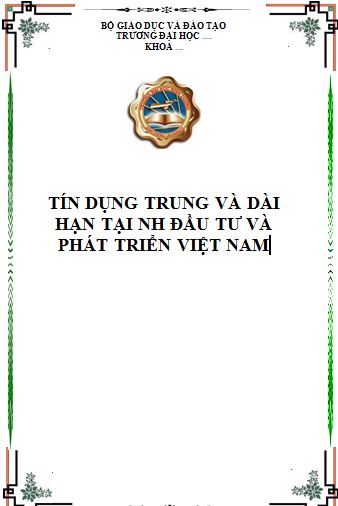 BỘ GIÁO DỤC VÀ ĐÀO TẠO
TRƯỜNG ĐẠI HỌC .....
KHOA ....
TÍN DỤNG TRUNG VÀ DÀI
HẠN TẠI NH ĐẦU TƯ VÀ
PHÁT TRIỂN VIỆT NAM